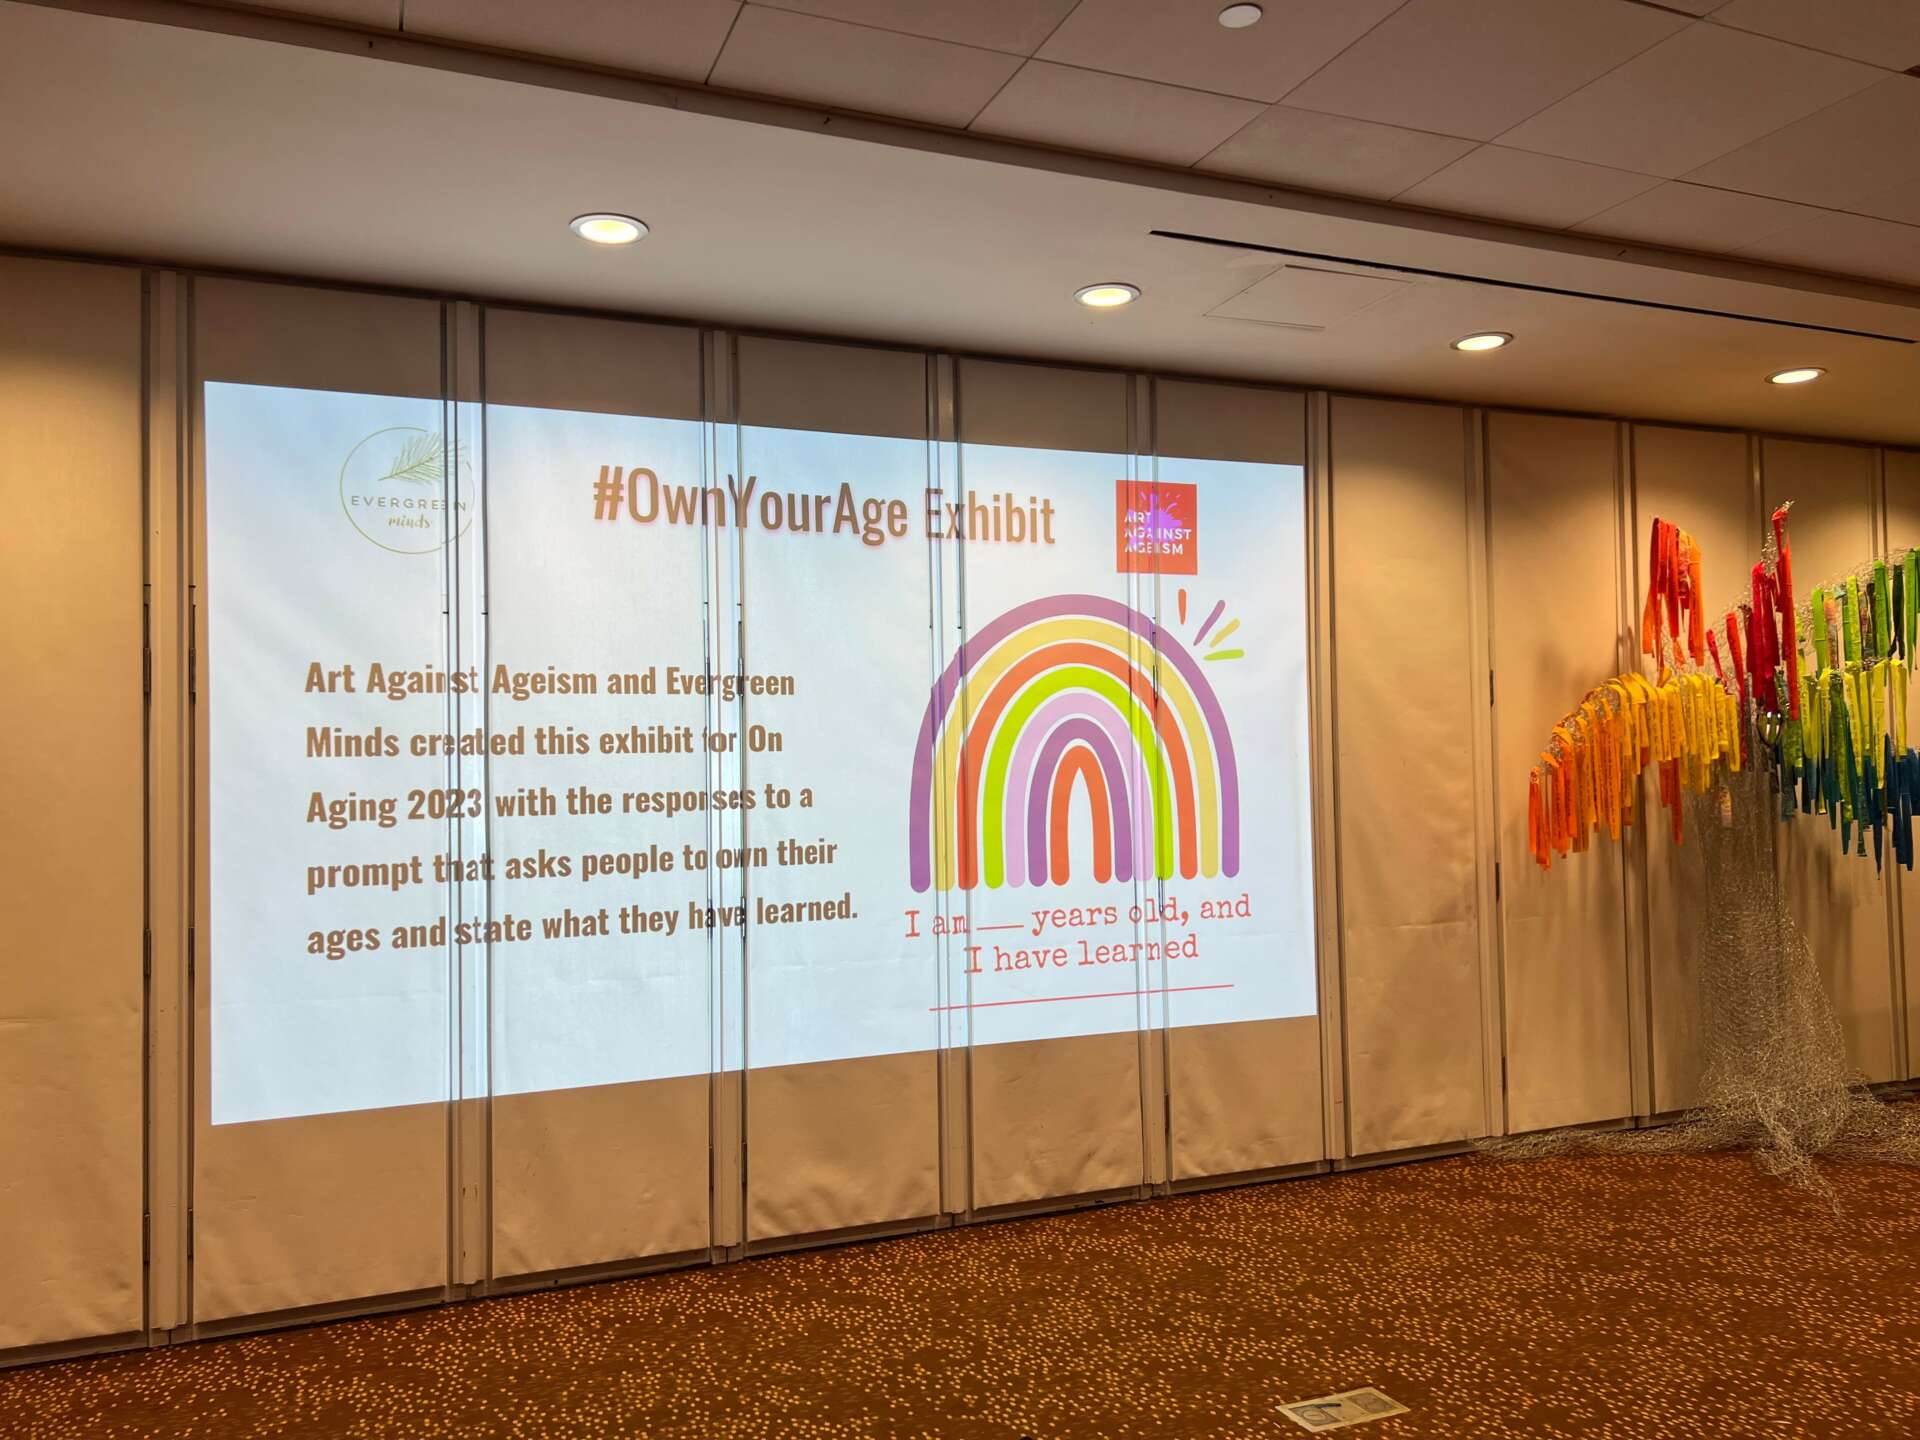 EVERGREEN
minds
#OwnYourAge Exhibit
ART
AGAINST
AGEISM
Art Against Ageism and Evergreen
Minds created this exhibit for On
Aging 2023 with the responses to a
prompt that asks people to own their
ages and state what they have learned.
I am ___ years old, and
I have learned